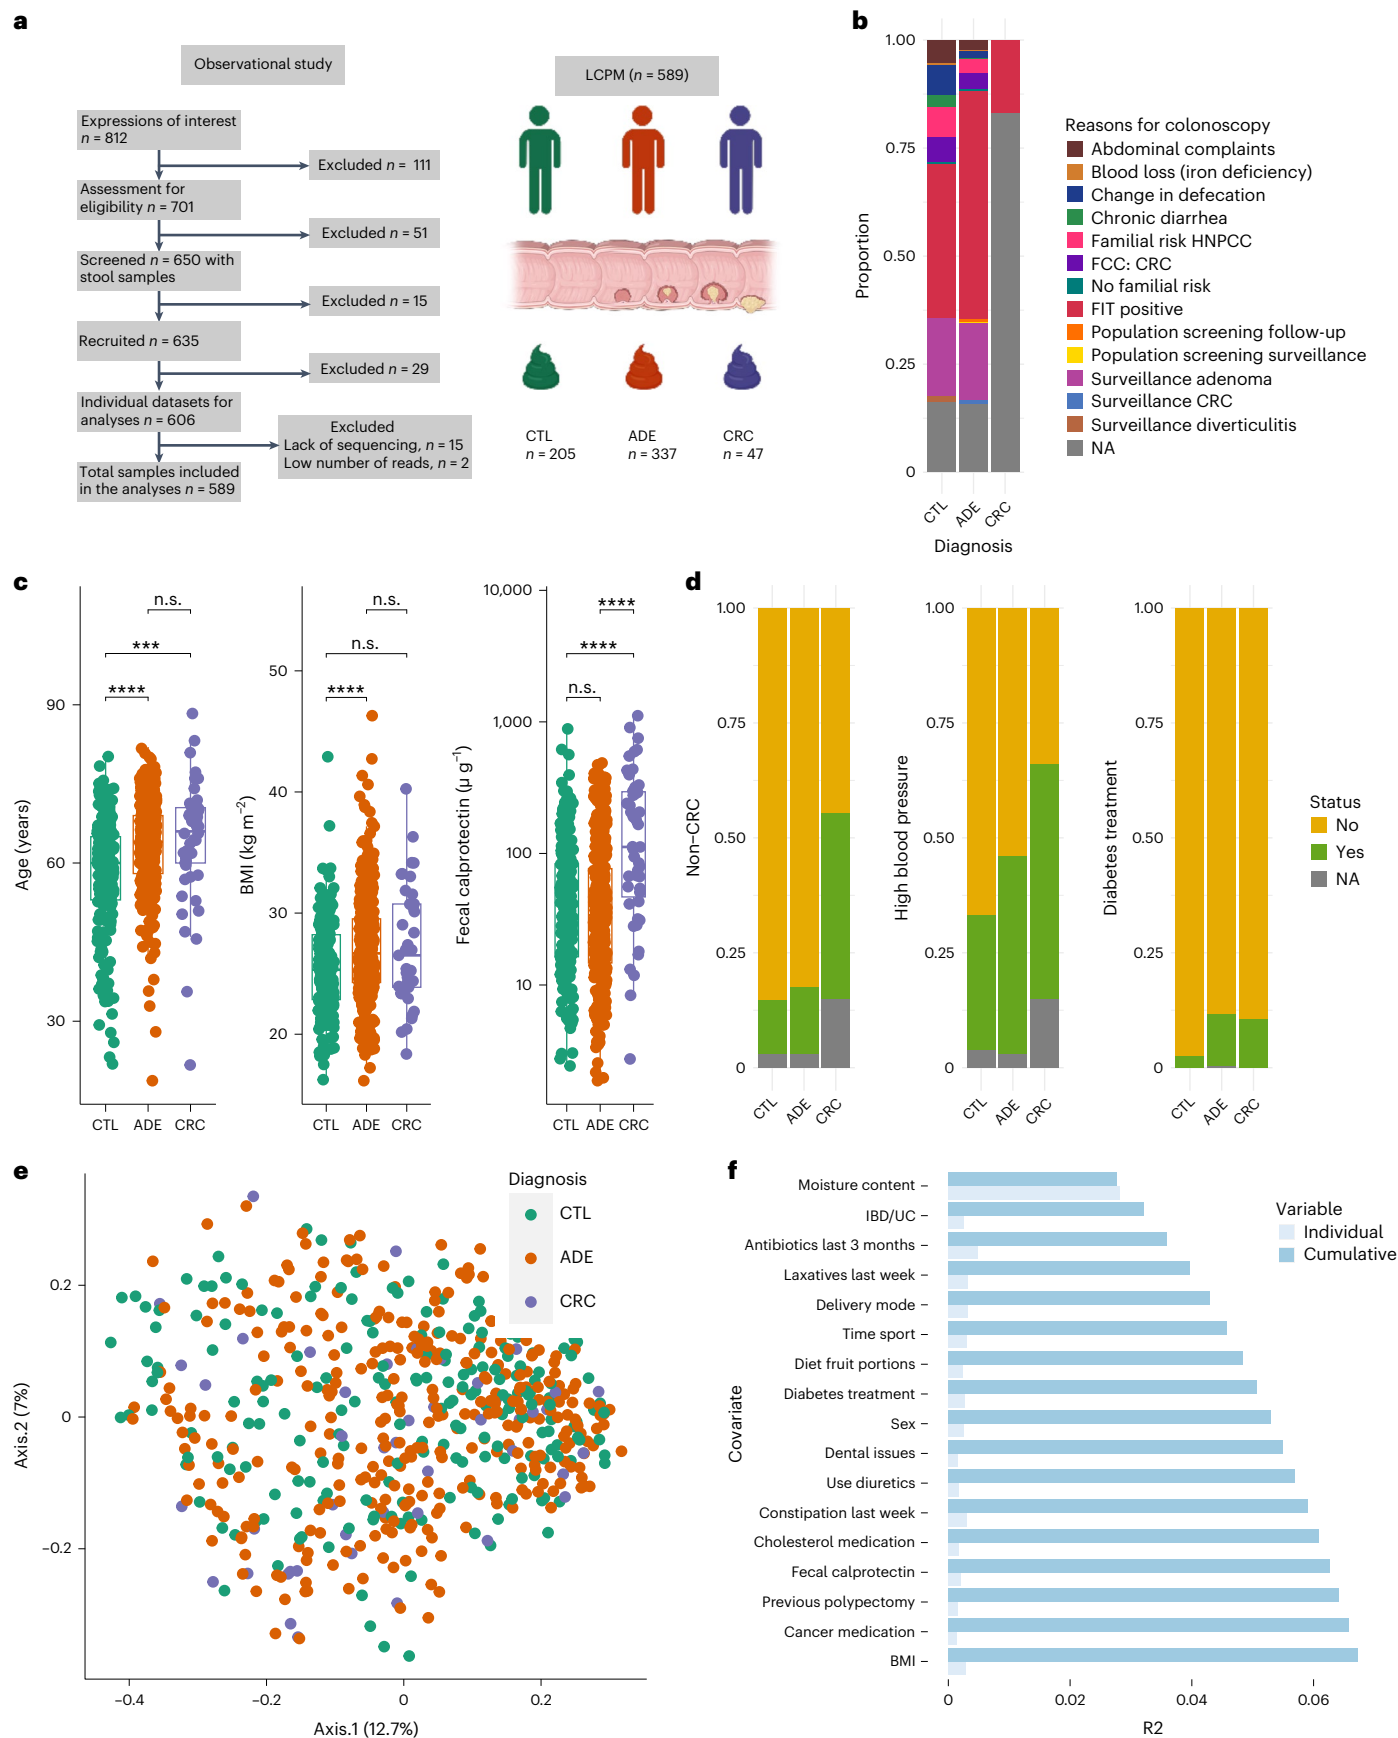 a
Observational study
Expressions of interest
n = 812
Excluded n = 111
Assessment for
eligibility n = 701
Excluded n = 51
Screened n = 650 with
stool samples
Excluded n = 15
Recruited n = 635
Excluded n = 29
Individual datasets for
analyses n = 606
Excluded
Lack of sequencing, n = 15
Low number of reads, n = 2
Total samples included
in the analyses n = 589
LCPM (n = 589)
CTL
n = 205
ADE
n = 337
CRC
n = 47
b
Proportion
1.00
0.75
0.50
0.25
0
CTL
ADE
CRC
Diagnosis
Reasons for colonoscopy
Abdominal complaints
Blood loss (iron deficiency)
Change in defecation
Chronic diarrhea
Familial risk HNPCC
FCC: CRC
No familial risk
FIT positive
Population screening follow-up
Population screening surveillance
Surveillance adenoma
Surveillance CRC
Surveillance diverticulitis
NA
c
Age (years)
90
60
30
n.s.
***
****
CTL
ADE
CRC
BMI (kg m−2)
50
40
30
20
n.s.
n.s.
****
CTL
ADE
CRC
Fecal calprotectin (µ g−1)
10,000
1,000
100
10
****
****
n.s.
CTL
ADE
CRC
d
Non–CRC
1.00
0.75
0.50
0.25
0
CTL
ADE
CRC
High blood pressure
1.00
0.75
0.50
0.25
0
CTL
ADE
CRC
Diabetes treatment
1.00
0.75
0.50
0.25
0
CTL
ADE
CRC
Status
No
Yes
NA
e
Axis.2 (7%)
0.2
0
−0.2
−0.4
−0.2
0
0.2
Axis.1 (12.7%)
Diagnosis
CTL
ADE
CRC
f
Covariate
Moisture content
IBD/UC
Antibiotics last 3 months
Laxatives last week
Delivery mode
Time sport
Diet fruit portions
Diabetes treatment
Sex
Dental issues
Use diuretics
Constipation last week
Cholesterol medication
Fecal calprotectin
Previous polypectomy
Cancer medication
BMI
0
0.02
0.04
0.06
R2
Variable
Individual
Cumulative